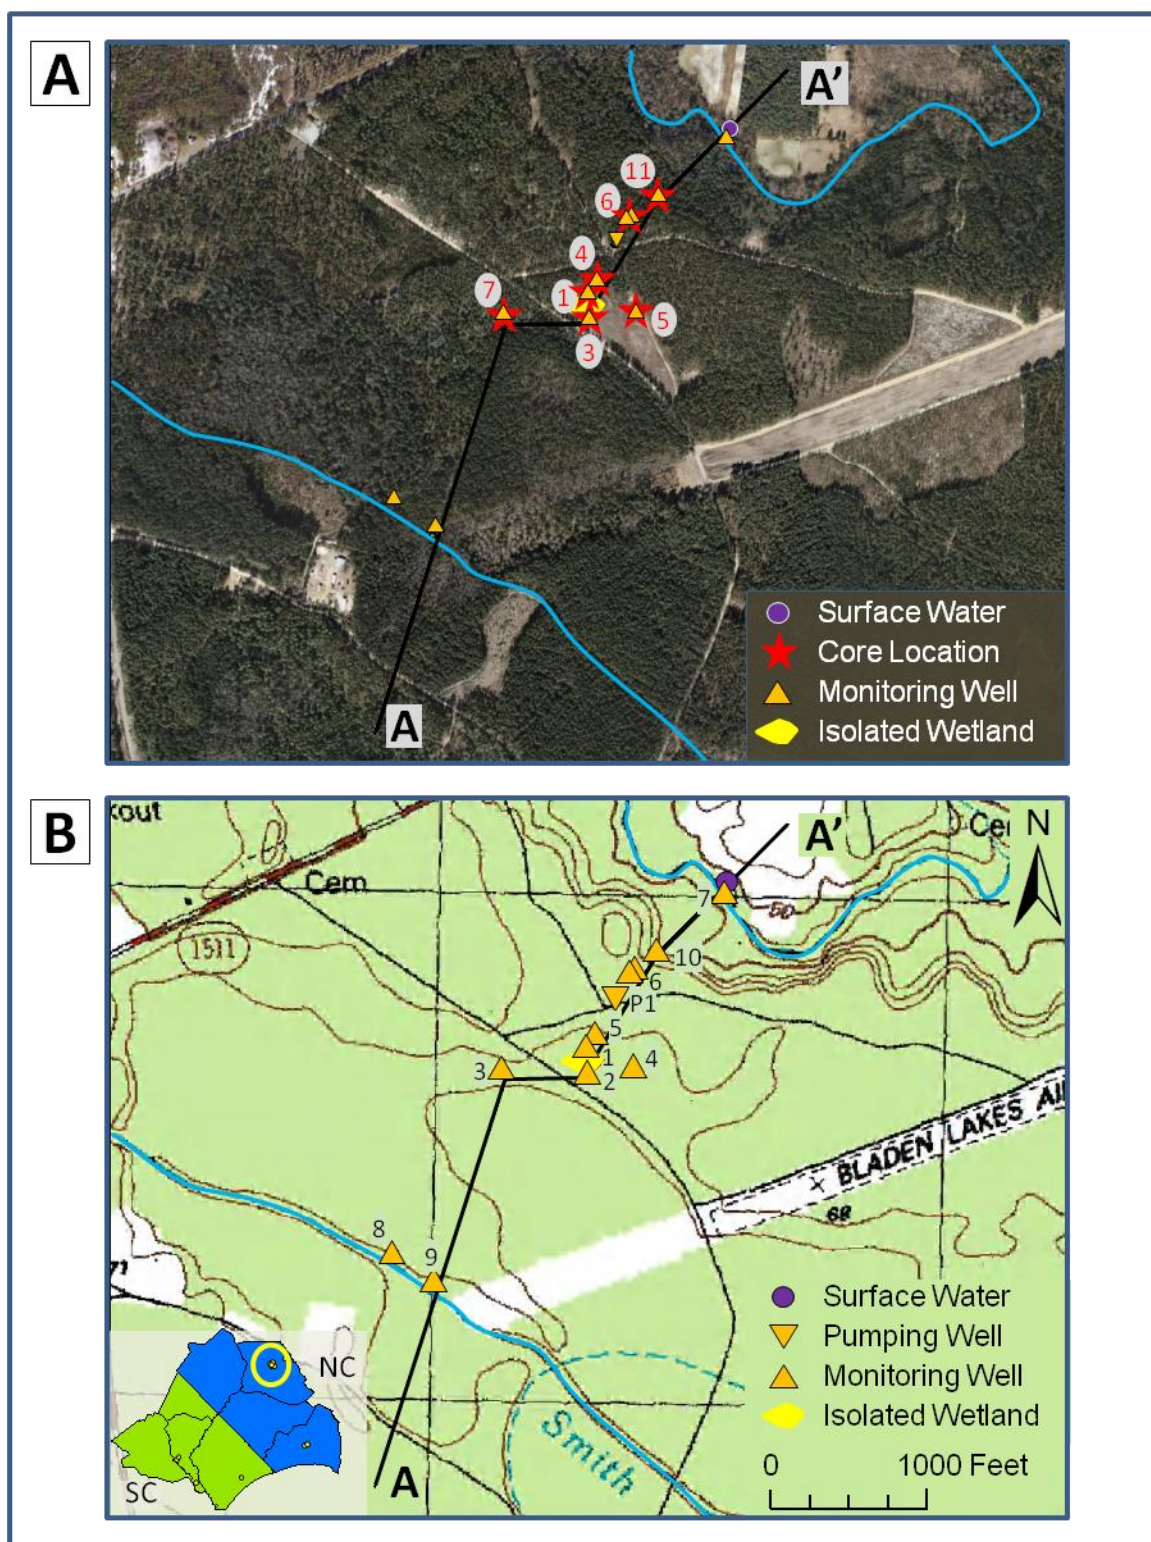 A
A'
11
6
4
7
1
5
3
A
Surface Water
Core Location
Monitoring Well
Isolated Wetland
B
kout
A'
Cem
N
7
50
1511
10
6
P1
5
1
3
2
4
BLADEN LAKES AI
68
8
9
71
Surface Water
Pumping Well
Monitoring Well
Isolated Wetland
NC
SC
Smith
A
0 1000 Feet